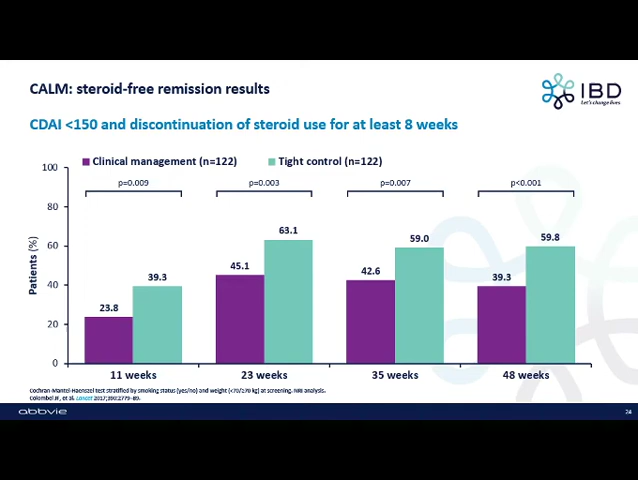 CALM: steroid-free remission results
IBD
Let's change lives
CDAI <150 and discontinuation of steroid use for at least 8 weeks
Clinical management (n=122) Tight control (n=122)
100
80
60
40
20
0
Patients (%)
p=0.009 p=0.003 p=0.007 p<0.001
23.8 39.3 45.1 63.1 42.6 59.0 39.3 59.8
11 weeks 23 weeks 35 weeks 48 weeks
Cochran-Mantel-Haenszel test stratified by smoking status (yes/no) and weight (<70/≥70 kg) at screening. NRI analysis.
Colombel JF, et al. Lancet 2017;390:2779–89.
abbvie
24